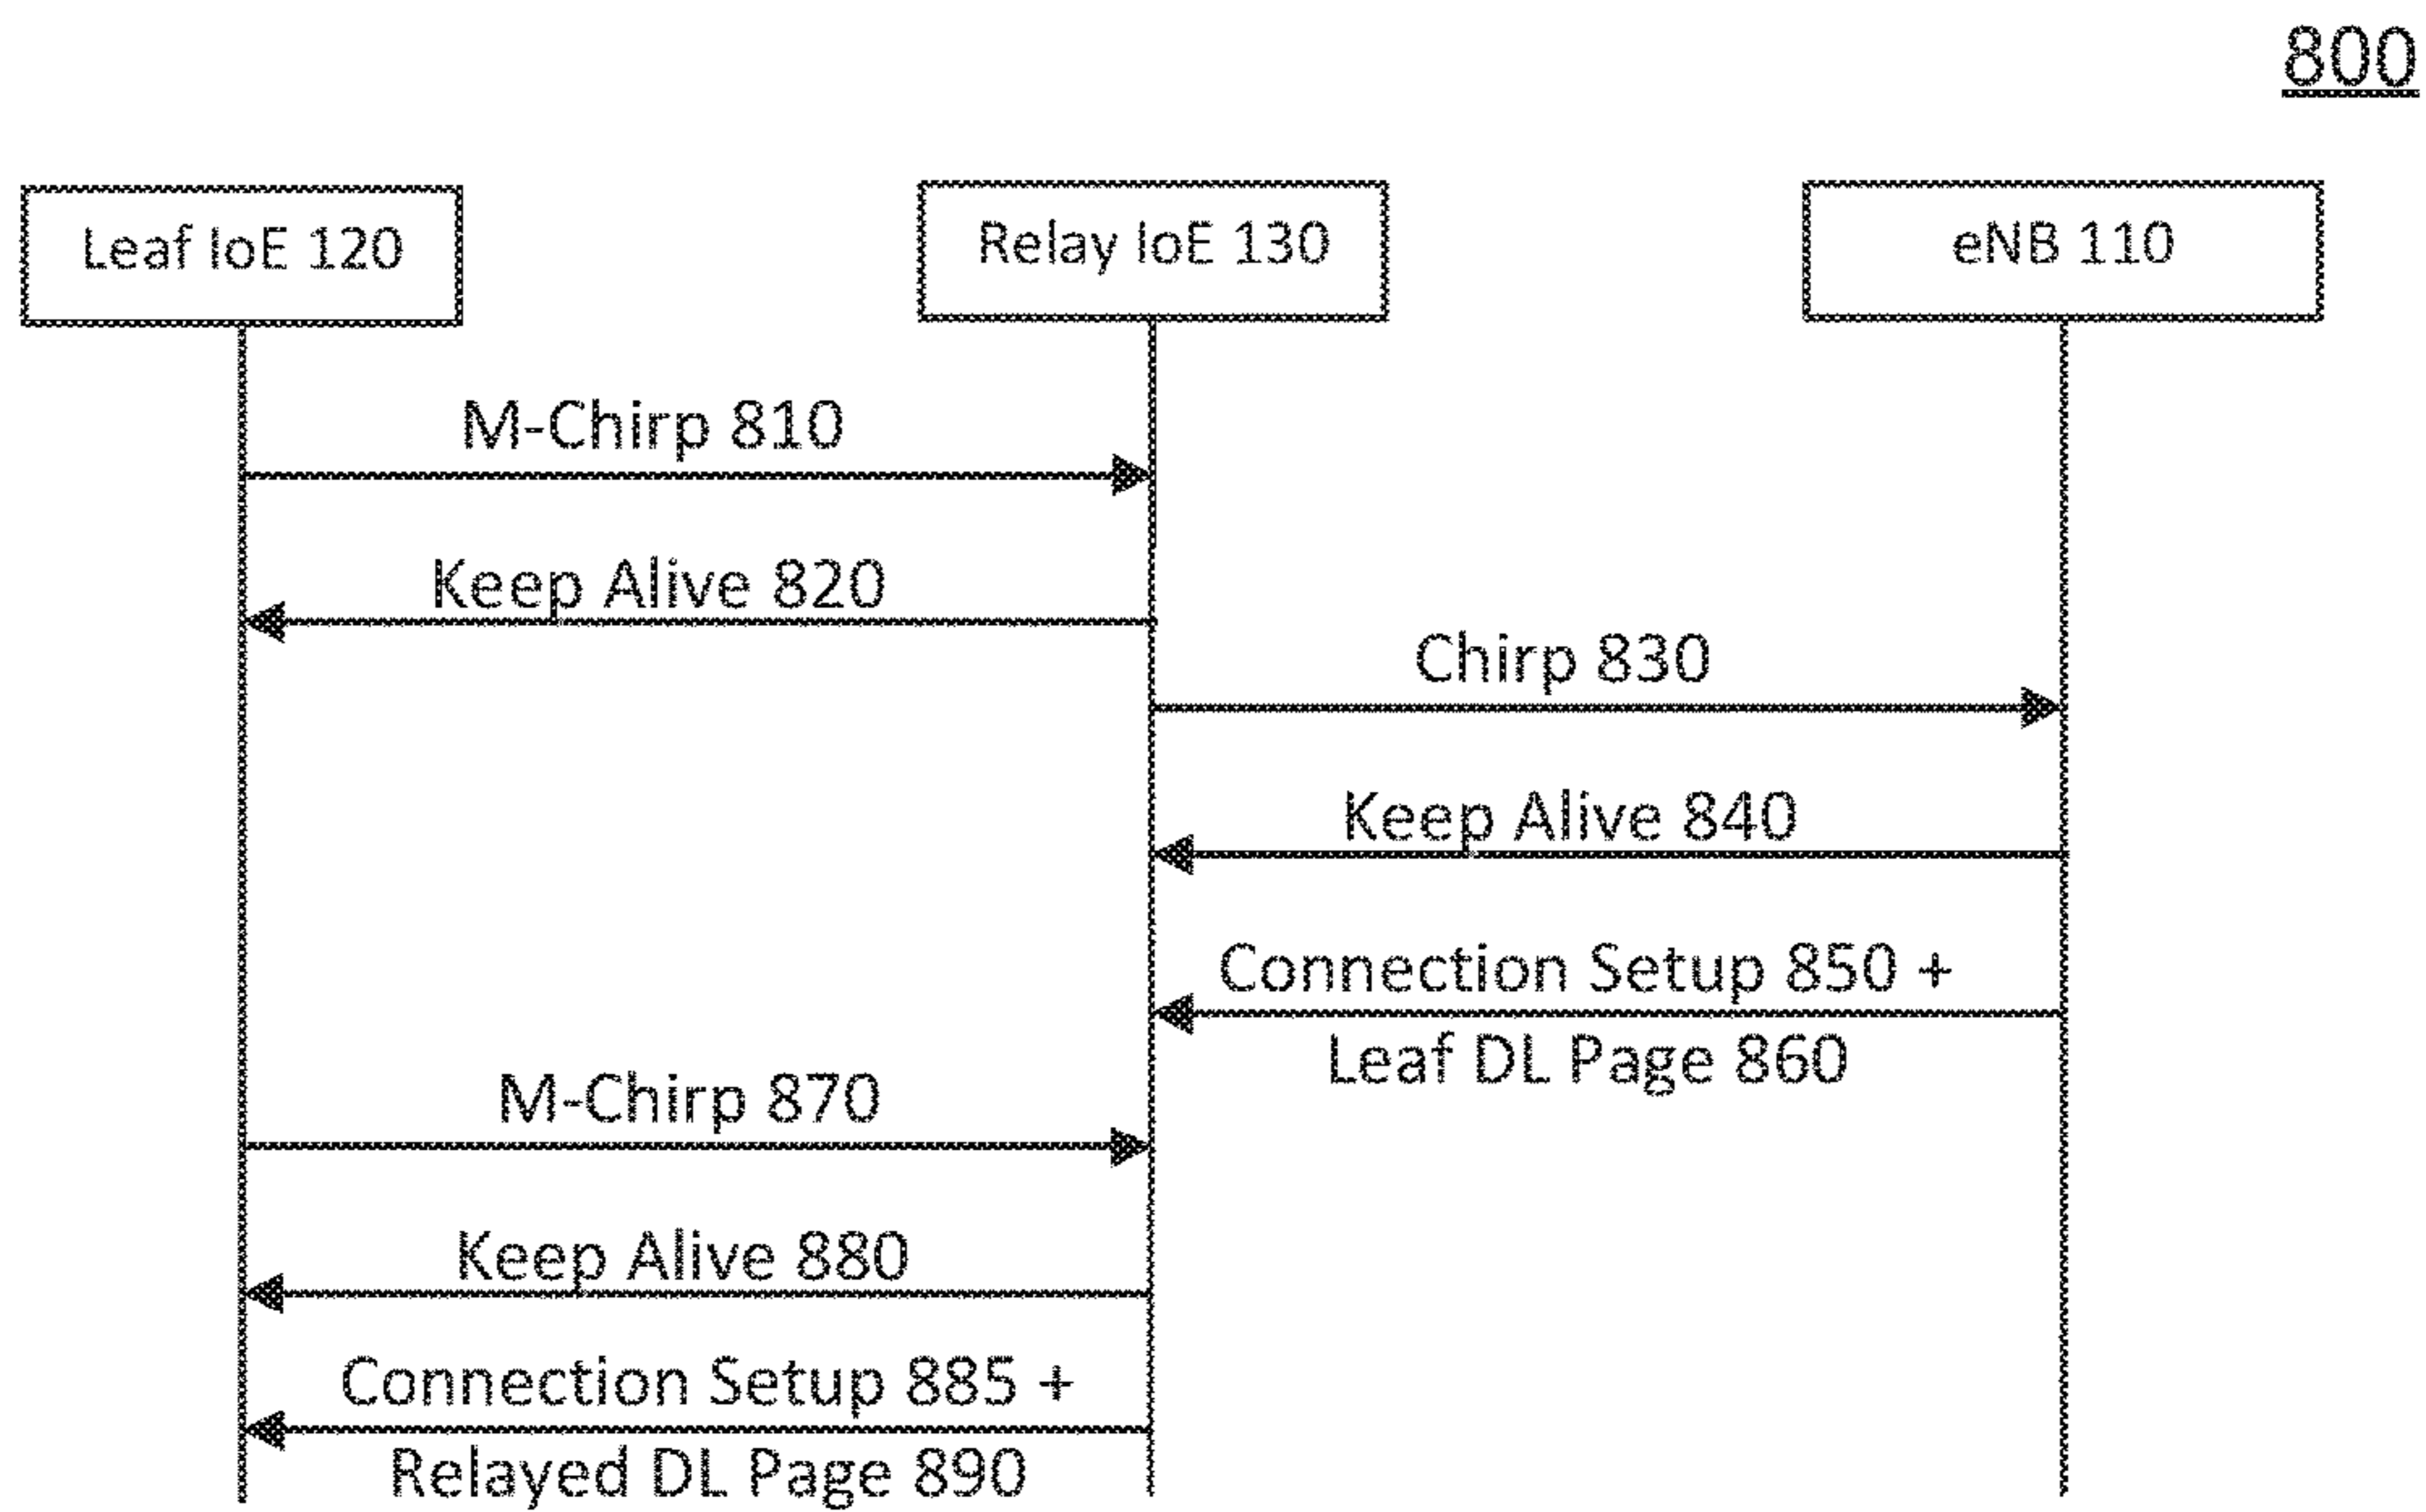 800
Leaf IoE 120
Relay IoE 130
eNB 110
M-Chirp 810
Keep Alive 820
Chirp 830
Keep Alive 840
Connection Setup 850 +
Leaf DL Page 860
M-Chirp 870
Keep Alive 880
Connection Setup 885 +
Relayed DL Page 890